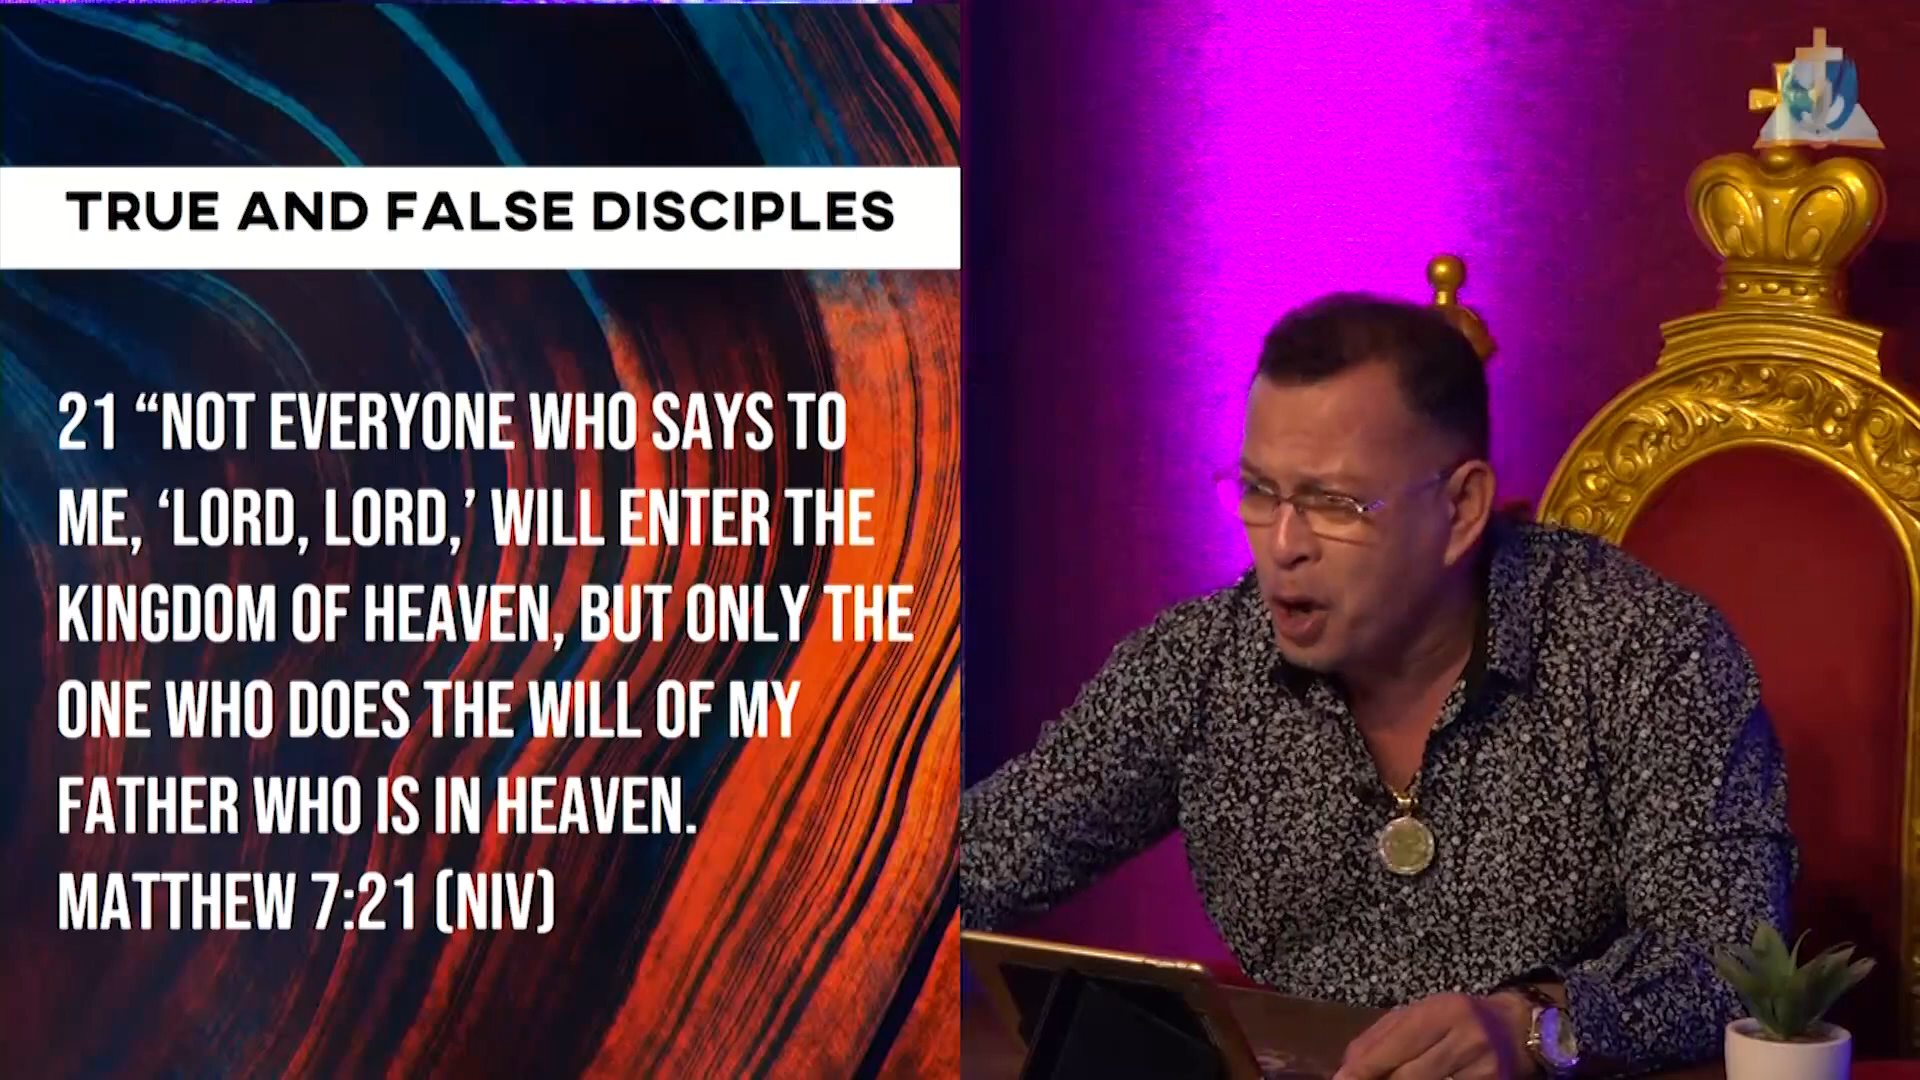 TRUE AND FALSE DISCIPLES
21 “NOT EVERYONE WHO SAYS TO
ME, ‘LORD, LORD,’ WILL ENTER THE
KINGDOM OF HEAVEN, BUT ONLY THE
ONE WHO DOES THE WILL OF MY
FATHER WHO IS IN HEAVEN.
MATTHEW 7:21 (NIV)